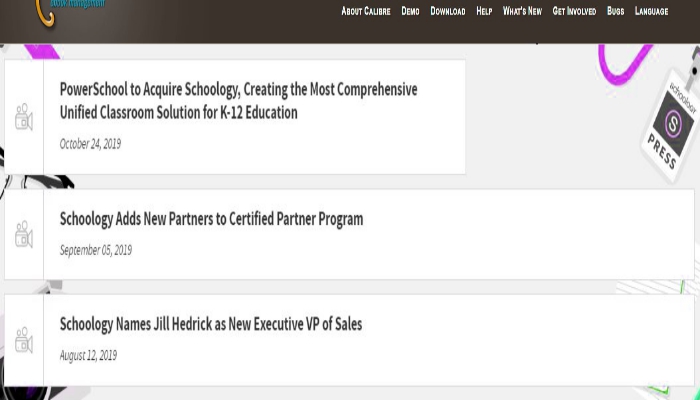 ebook management
About Calibre Demo Download Help What's New Get Involved Bugs Language
PowerSchool to Acquire Schoology, Creating the Most Comprehensive
Unified Classroom Solution for K-12 Education
October 24, 2019
schoology
S
PRESS
Schoology Adds New Partners to Certified Partner Program
September 05, 2019
Schoology Names Jill Hedrick as New Executive VP of Sales
August 12, 2019